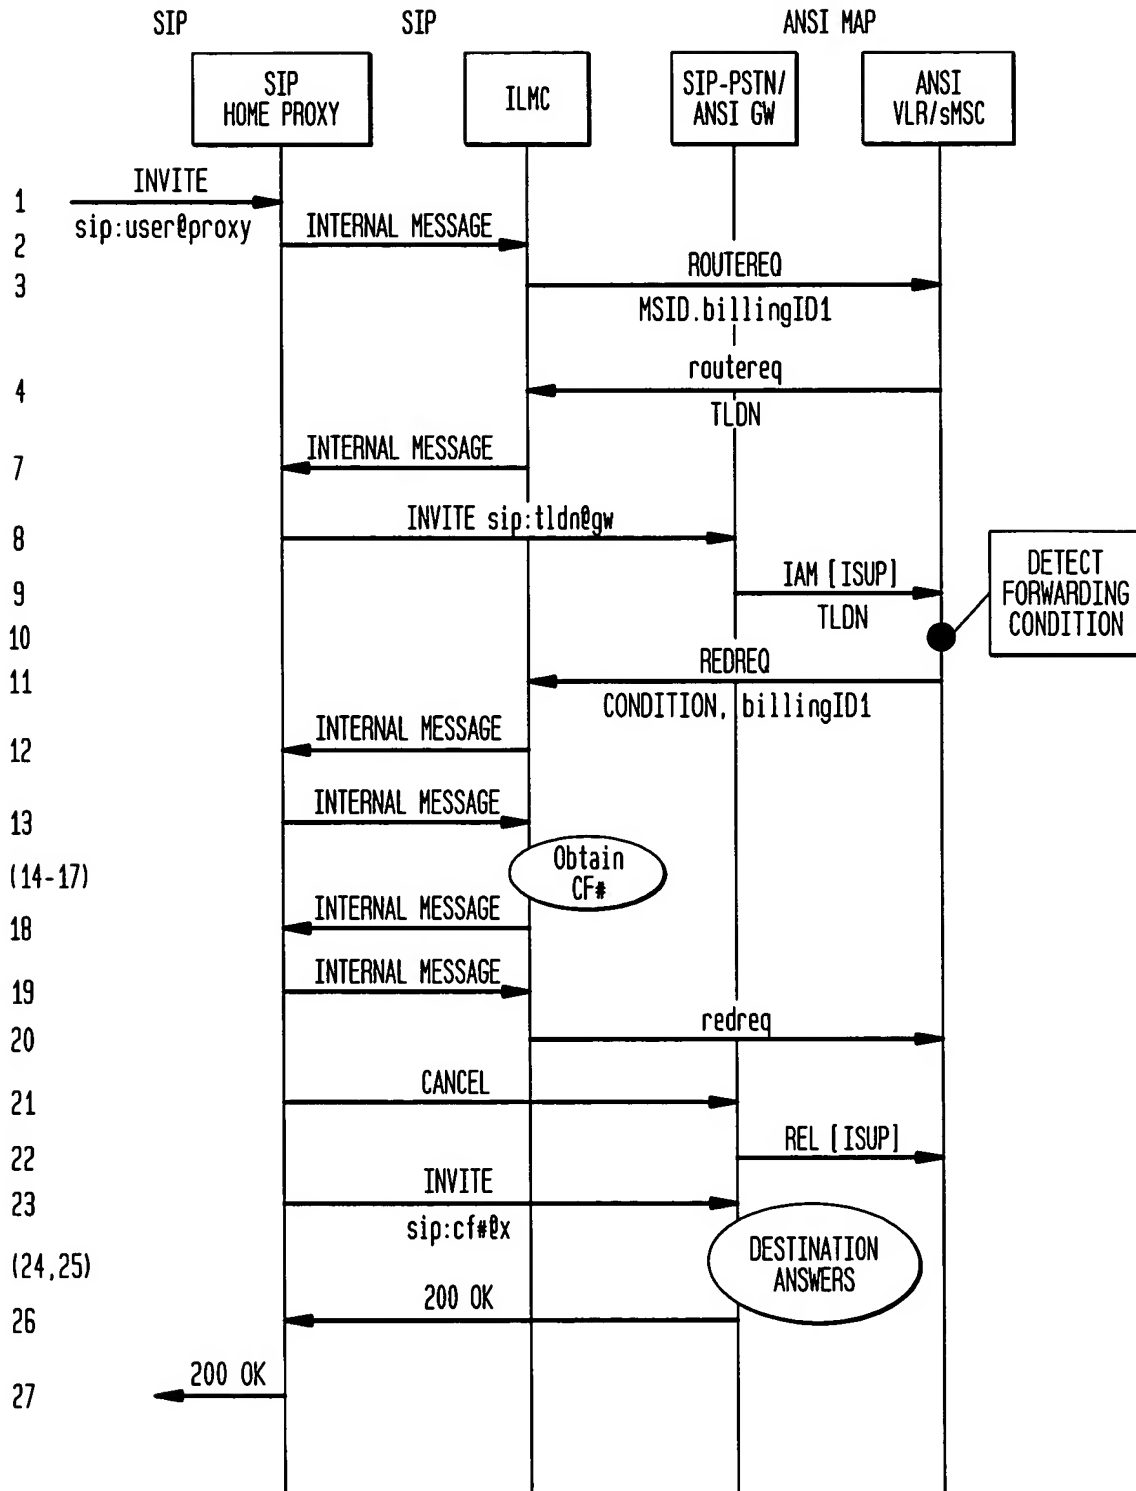 SIP
SIP
ANSI MAP
SIP
HOME PROXY
ILMC
SIP-PSTN/
ANSI GW
ANSI
VLR/sMSC
1
INVITE
sip:user@proxy
2
INTERNAL MESSAGE
3
ROUTEREQ
MSID.billingID1
4
routereq
TLDN
7
INTERNAL MESSAGE
8
INVITE sip:tldn@gw
9
IAM [ISUP]
TLDN
DETECT
FORWARDING
CONDITION
10
11
REDREQ
CONDITION, billingID1
12
INTERNAL MESSAGE
13
INTERNAL MESSAGE
(14-17)
Obtain
CF#
18
INTERNAL MESSAGE
19
INTERNAL MESSAGE
20
redreq
21
CANCEL
22
REL [ISUP]
23
INVITE
sip:cf#@x
(24,25)
DESTINATION
ANSWERS
26
200 OK
27
200 OK